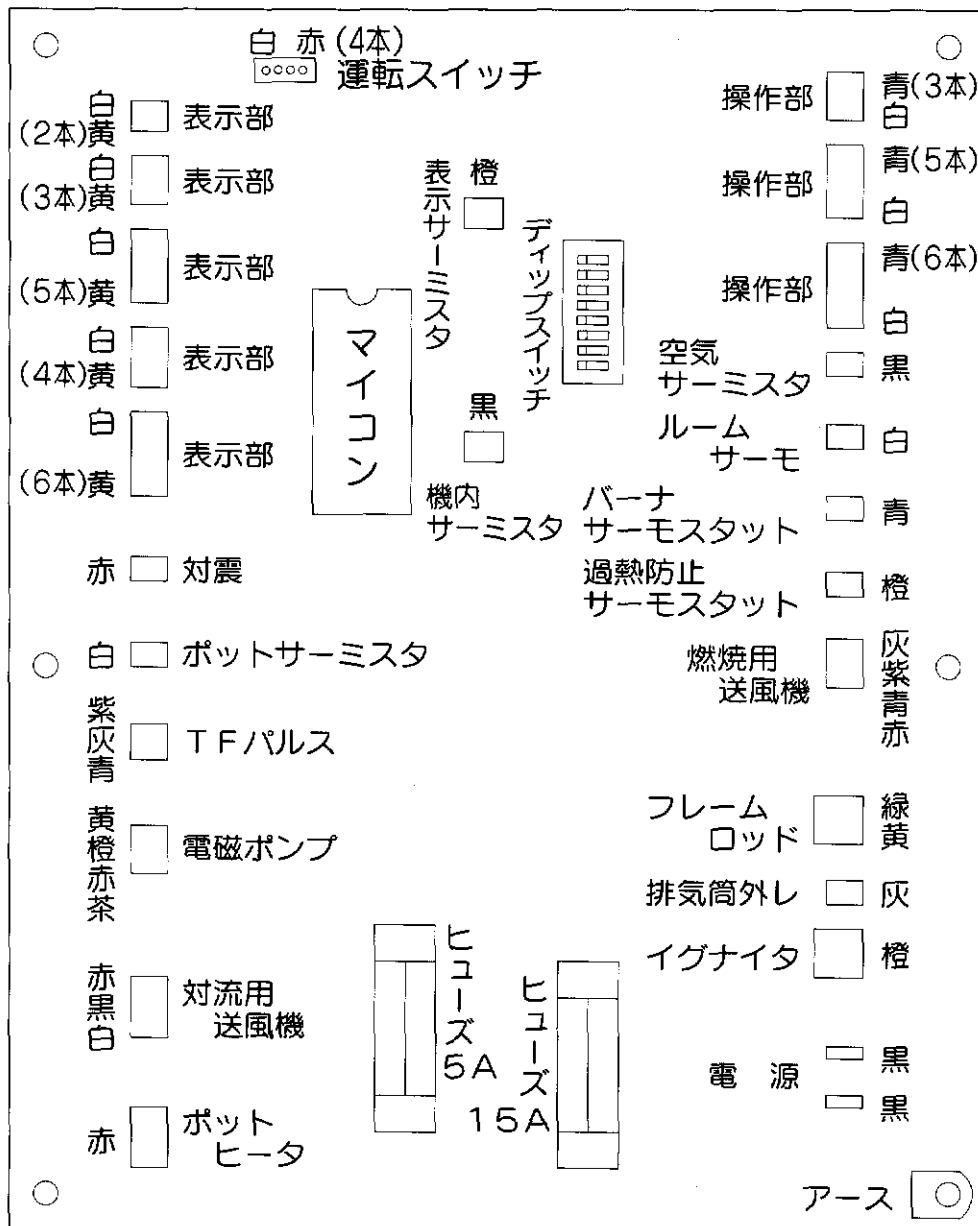 白 赤(4本)
運転スイッチ
白
(2本)黄
表示部
白
(3本)黄
表示部
白
(5本)黄
表示部
白
(4本)黄
表示部
白
(6本)黄
表示部
赤
対震
白
ポットサーミスタ
紫灰青
TFパルス
黄橙赤茶
電磁ポンプ
赤黒白
対流用
送風機
赤
ポット
ヒータ
マイコン
表示サーミスタ
橙
ディップスイッチ
黒
機内
サーミスタ
ヒューズ
5A
ヒューズ
15A
操作部
青(3本)
白
操作部
青(5本)
白
操作部
青(6本)
白
空気
サーミスタ
黒
ルーム
サーモ
白
バーナ
サーモスタット
青
過熱防止
サーモスタット
橙
燃焼用
送風機
灰紫青赤
フレーム
ロッド
緑黄
排気筒外レ
灰
イグナイタ
橙
電 源
黒
黒
アース